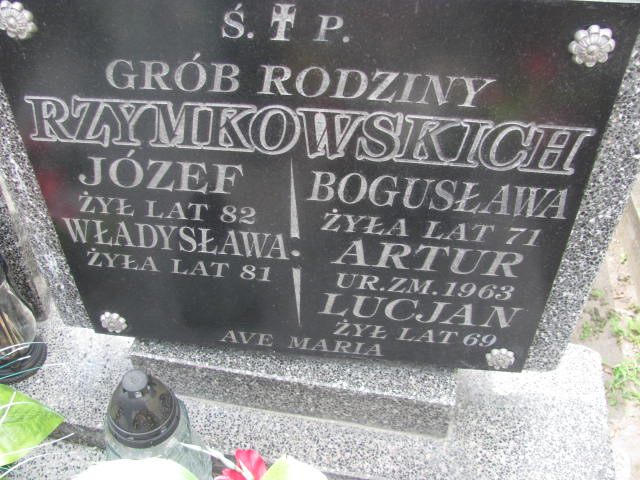 Ś. † P.
GRÓB RODZINY
RZYMKOWSKICH
JÓZEF
ŻYŁ LAT 82
WŁADYSŁAWA
ŻYŁA LAT 81
BOGUSŁAWA
ŻYŁA LAT 71
ARTUR
UR. ZM. 1963
LUCJAN
ŻYŁ LAT 69
AVE MARIA